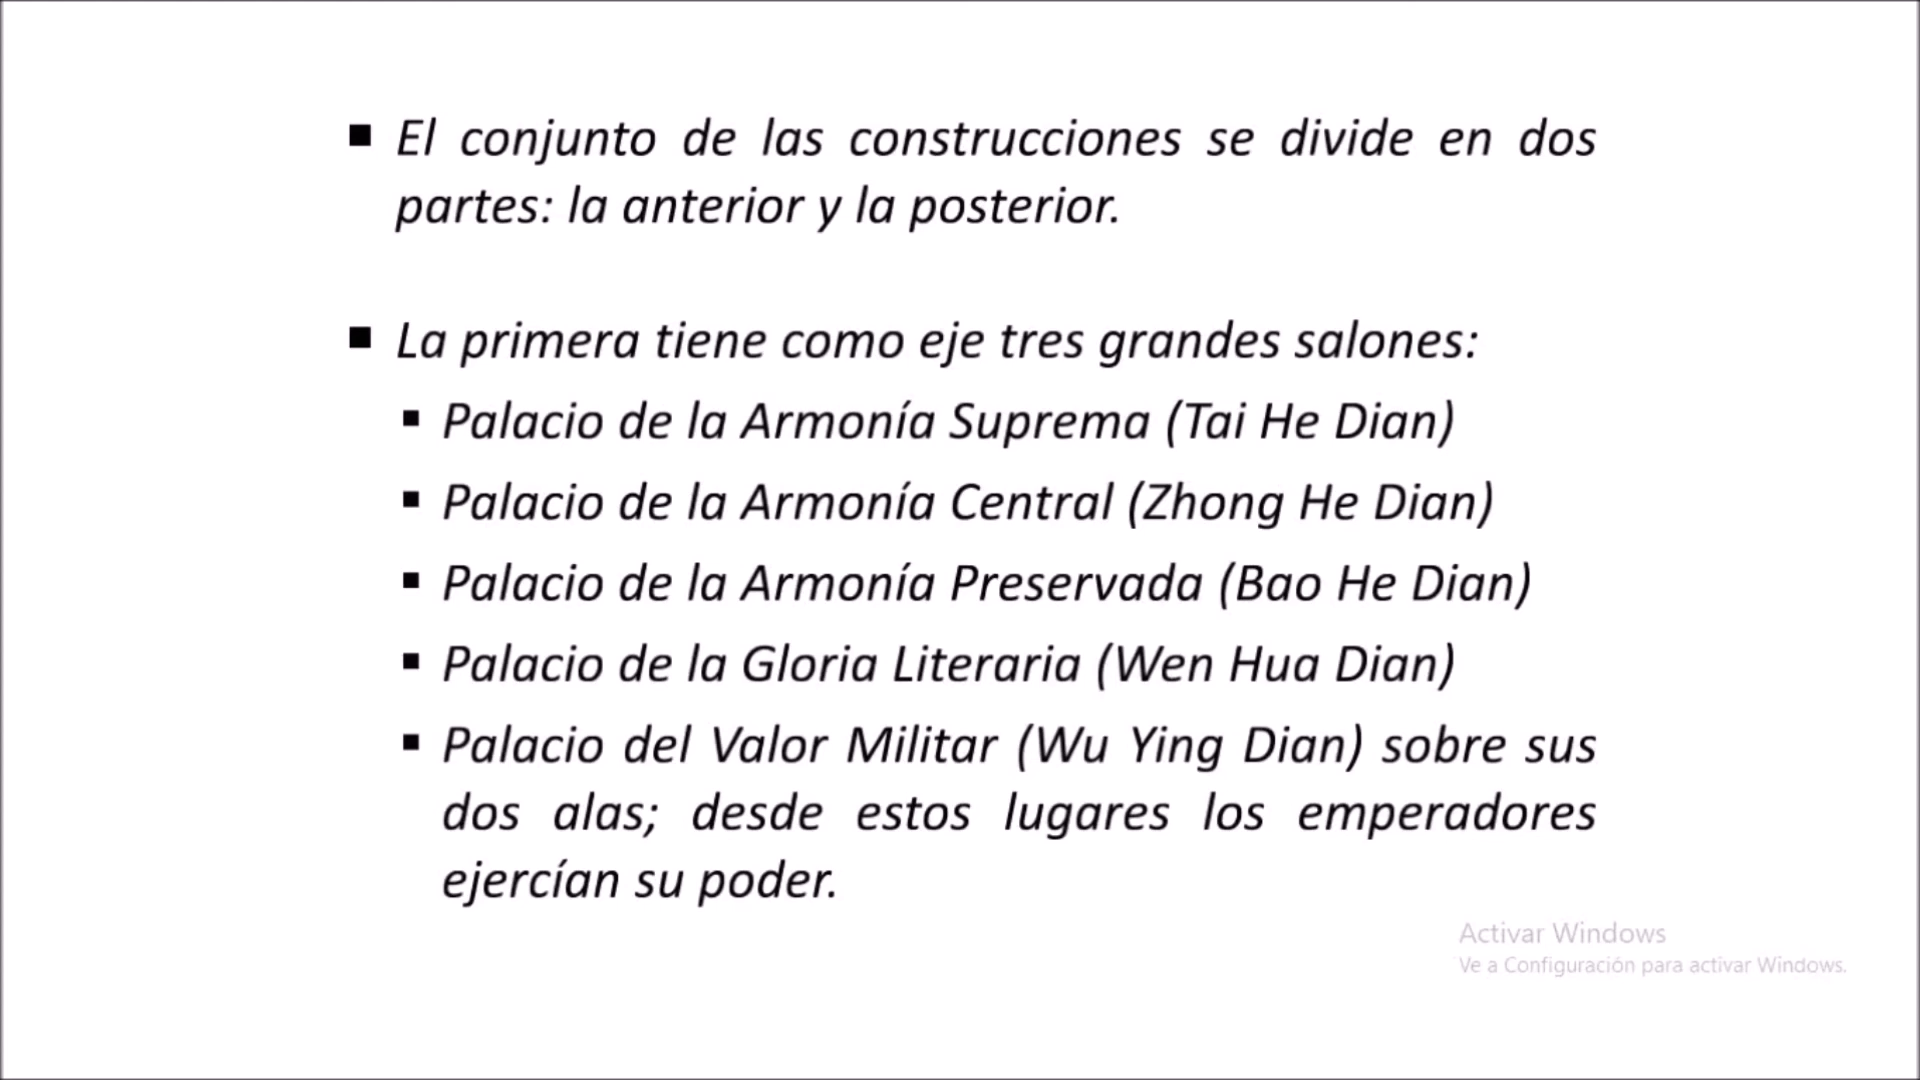 ▪ El conjunto de las construcciones se divide en dos
partes: la anterior y la posterior.
▪ La primera tiene como eje tres grandes salones:
▪ Palacio de la Armonía Suprema (Tai He Dian)
▪ Palacio de la Armonía Central (Zhong He Dian)
▪ Palacio de la Armonía Preservada (Bao He Dian)
▪ Palacio de la Gloria Literaria (Wen Hua Dian)
▪ Palacio del Valor Militar (Wu Ying Dian) sobre sus
dos alas; desde estos lugares los emperadores
ejercían su poder.
Activar Windows
Ve a Configuración para activar Windows.